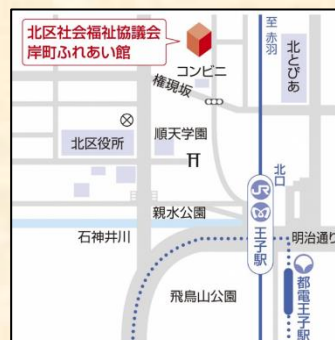 北区社会福祉協議会
岸町ふれあい館
至 赤羽
北とぴあ
コンビニ
権現坂
北区役所
順天学園
北口
JR
王子駅
親水公園
石神井川
明治通り
飛鳥山公園
都電王子駅